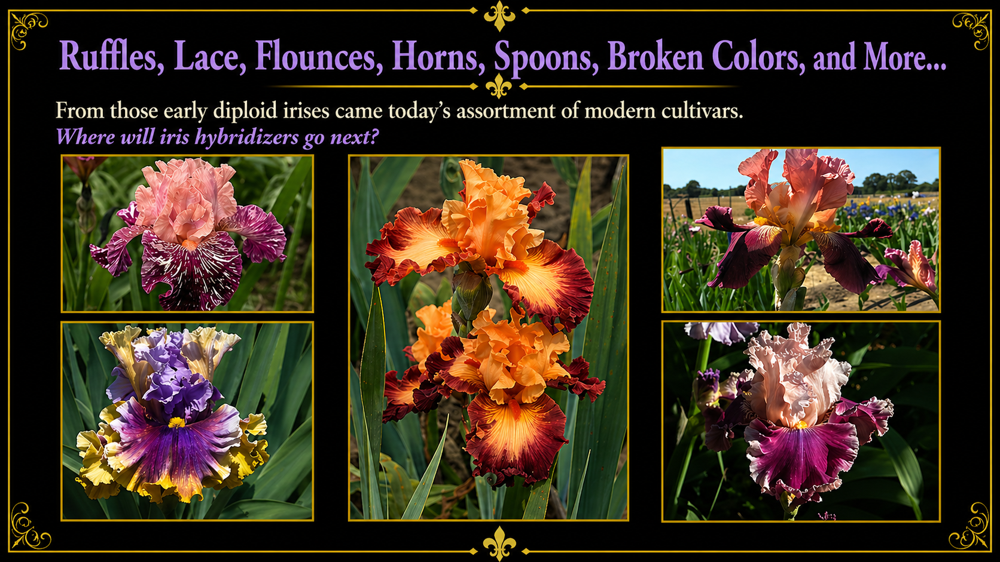 Ruffles, Lace, Flounces, Horns, Spoons, Broken Colors, and More...
From those early diploid irises came today's assortment of modern cultivars.
Where will iris hybridizers go next?